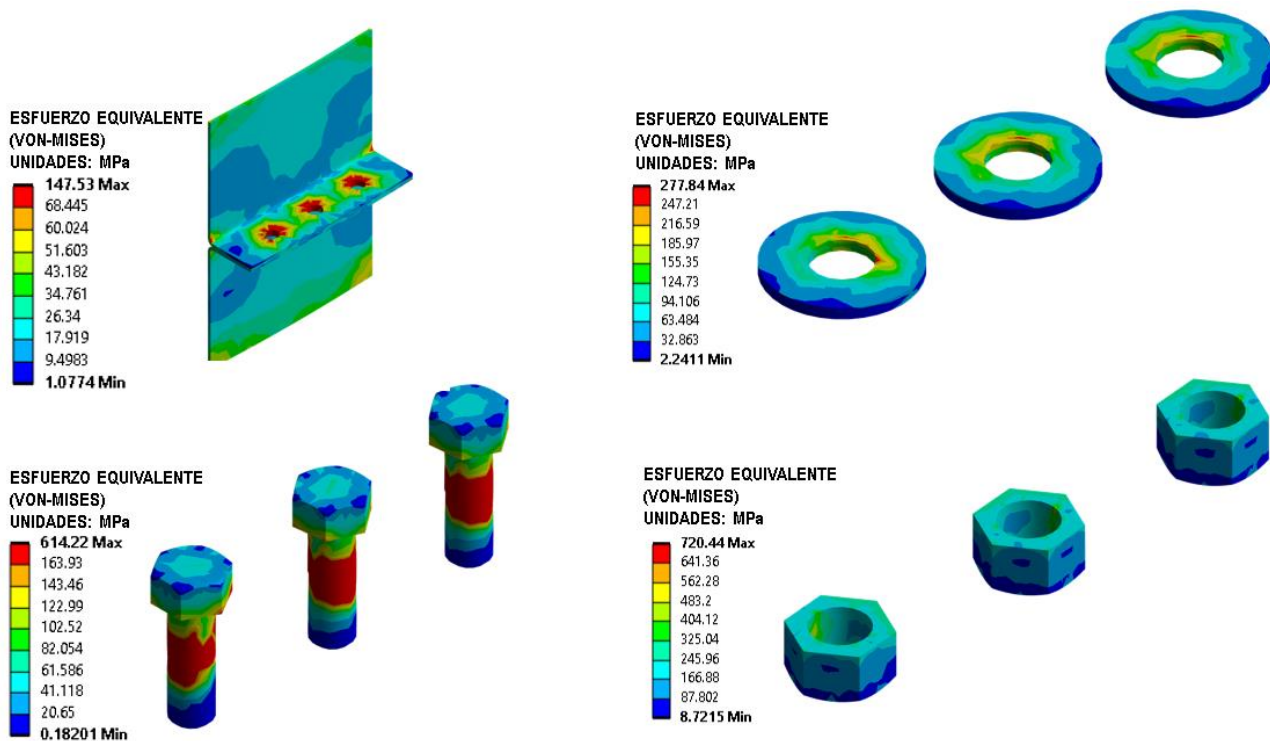 ESFUERZO EQUIVALENTE
(VON-MISES)
UNIDADES: MPa
147.53 Max
68.445
60.024
51.603
43.182
34.761
26.34
17.919
9.4983
1.0774 Min
ESFUERZO EQUIVALENTE
(VON-MISES)
UNIDADES: MPa
277.84 Max
247.21
216.59
185.97
155.35
124.73
94.106
63.484
32.863
2.2411 Min
ESFUERZO EQUIVALENTE
(VON-MISES)
UNIDADES: MPa
614.22 Max
163.93
143.46
122.99
102.52
82.054
61.586
41.118
20.65
0.18201 Min
ESFUERZO EQUIVALENTE
(VON-MISES)
UNIDADES: MPa
720.44 Max
641.36
562.28
483.2
404.12
325.04
245.96
166.88
87.802
8.7215 Min